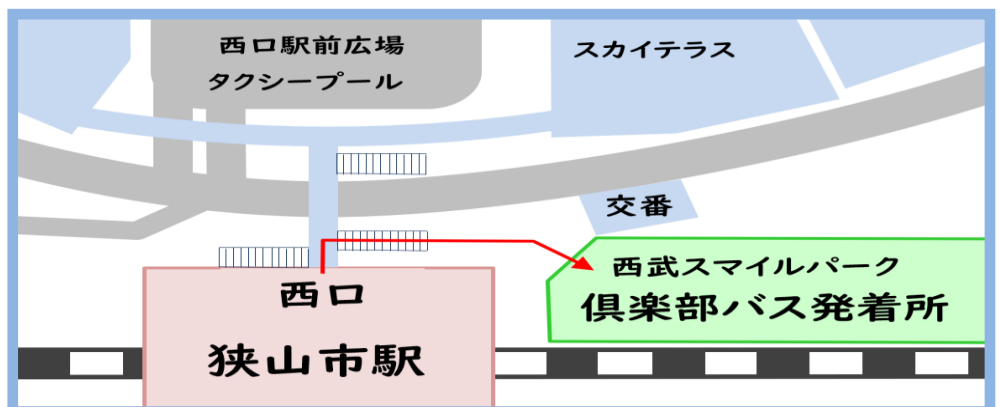 西口駅前広場
タクシープール
スカイテラス
交番
西武スマイルパーク
倶楽部バス発着所
西口
狭山市駅